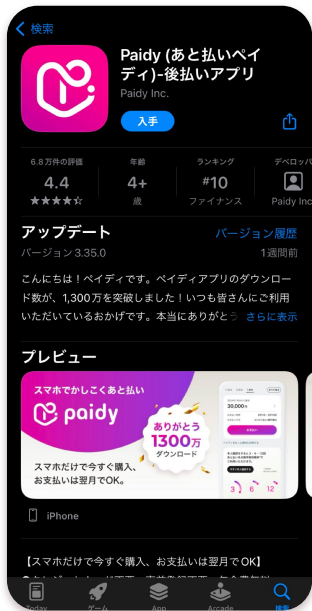 検索
Paidy (あと払いペイ
ディ)-後払いアプリ
Paidy Inc.
入手
6.8万件の評価 年齢 ランキング デベロッパ
4.4 4+ #10
歳 ファイナンス Paidy Inc
アップデート バージョン履歴
バージョン 3.35.0 1週間前
こんにちは！ペイディです。ペイディアプリのダウンロー
ド数が、1,300万を突破しました！いつも皆さんにご利用
いただいているおかげです。本当にありがとう さらに表示
プレビュー
スマホでかしこくあと払い
paidy
ありがとう
1300万
ダウンロード
スマホだけで今すぐ購入、
お支払いは翌月でOK。
30,000
3 6 12
iPhone
【スマホだけで今すぐ購入、お支払いは翌月でOK】
Today ゲーム App Arcade 検索